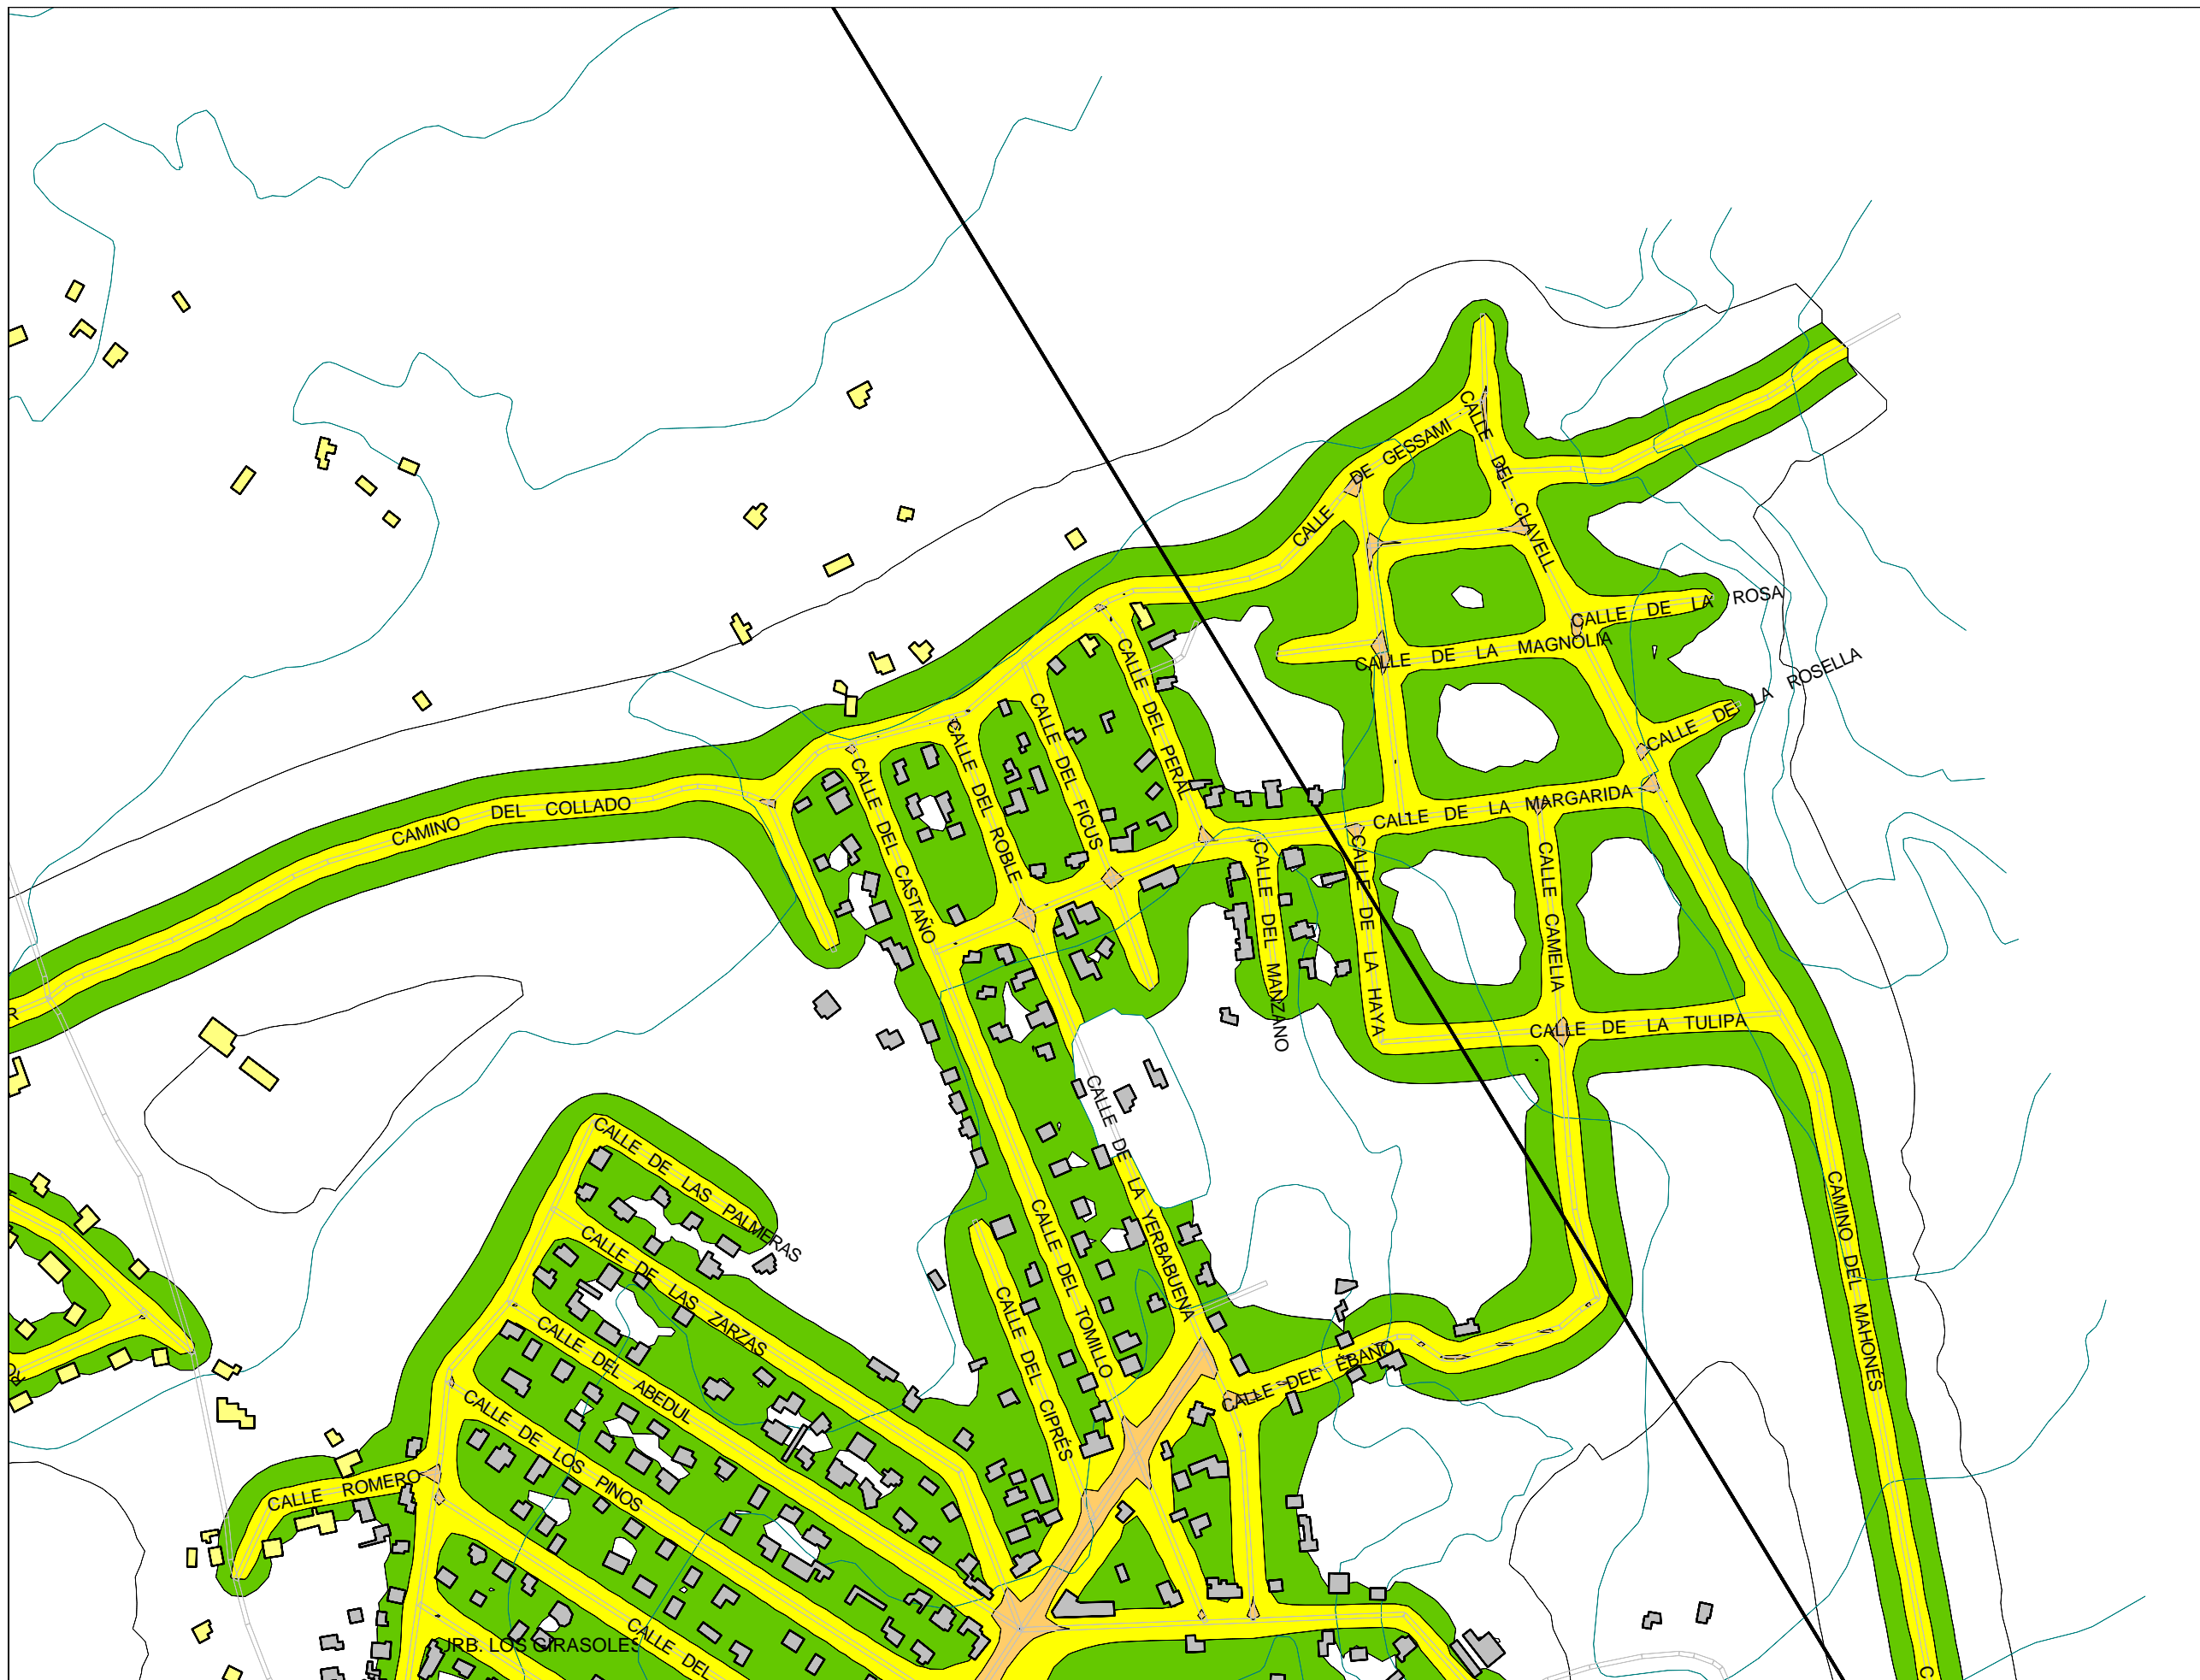 CALLE DE GESSAMI
CALLE DEL CLAVELL
CALLE DE LA ROSA
CALLE DE LA MAGNOLIA
CALLE DE LA ROSELLA
CALLE DEL PERAL
CALLE DEL FICUS
CALLE DEL ROBLE
CALLE DEL CASTAÑO
CAMINO DEL COLLADO
CALLE DE LA MARGARIDA
CALLE DEL MANZANO
CALLE DE LA HAYA
CALLE CAMELIA
CALLE DE LA TULIPA
CALLE DE LA YERBABUENA
CALLE DE LAS PALMERAS
CAMINO DEL MAHONÉS
CALLE DEL TOMILLO
CALLE DE LAS ZARZAS
CALLE DEL CIPRÉS
CALLE DEL ABEDUL
CALLE DEL ÉBANO
CALLE DE LOS PINOS
CALLE ROMERO
URB. LOS GIRASOLES
CALLE DEL